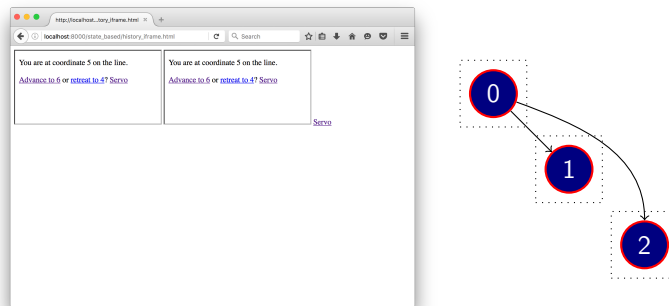 http://localhost...tory_iframe.html
localhost:8000/state_based/history_iframe.html
Search
You are at coordinate 5 on the line.
Advance to 6 or retreat to 4? Servo
You are at coordinate 5 on the line.
Advance to 6 or retreat to 4? Servo
Servo
0
1
2